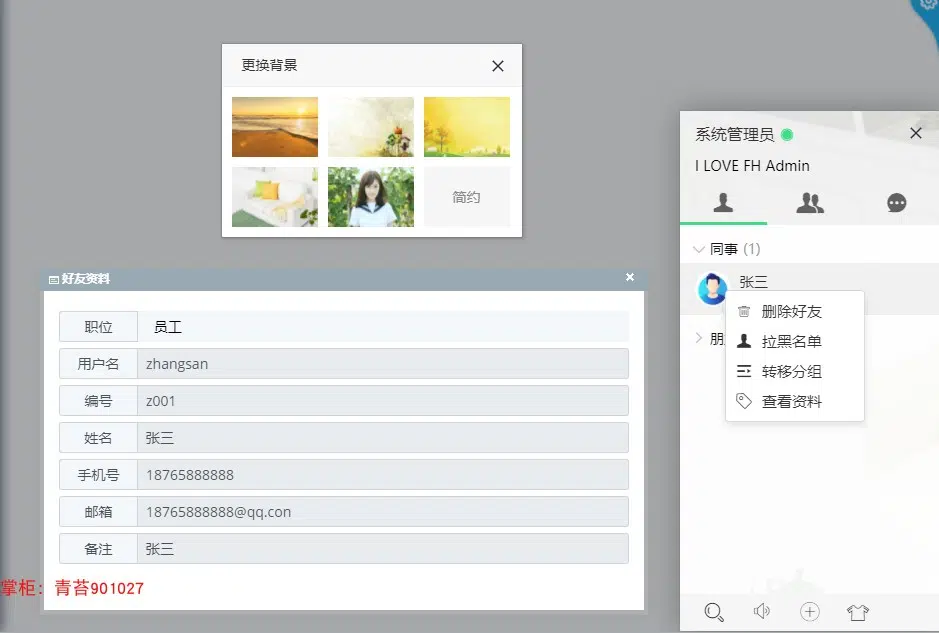 更换背景
简约
好友资料
职位 员工
用户名 zhangsan
编号 z001
姓名 张三
手机号 18765888888
邮箱 18765888888@qq.con
备注 张三
掌柜：青苔901027
系统管理员
I LOVE FH Admin
同事 (1)
张三
朋
删除好友
拉黑名单
转移分组
查看资料